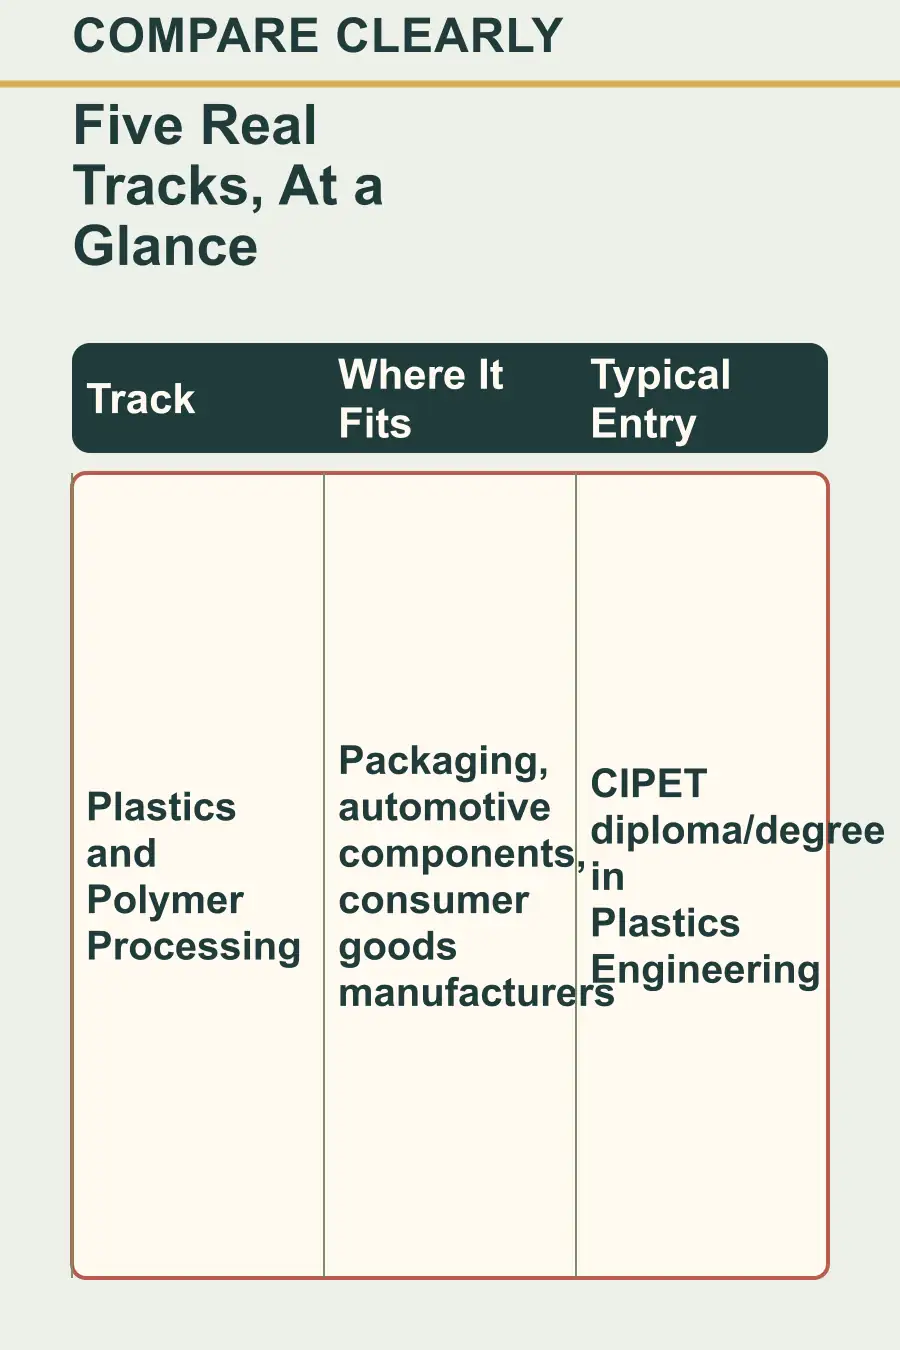 COMPARE CLEARLY
Five Real
Tracks, At a
Glance
Track
Where It
Fits
Typical
Entry
Plastics
and
Polymer
Processing
Packaging,
automotive
components,
consumer
goods
manufacturers
CIPET
diploma/degree
in
Plastics
Engineering